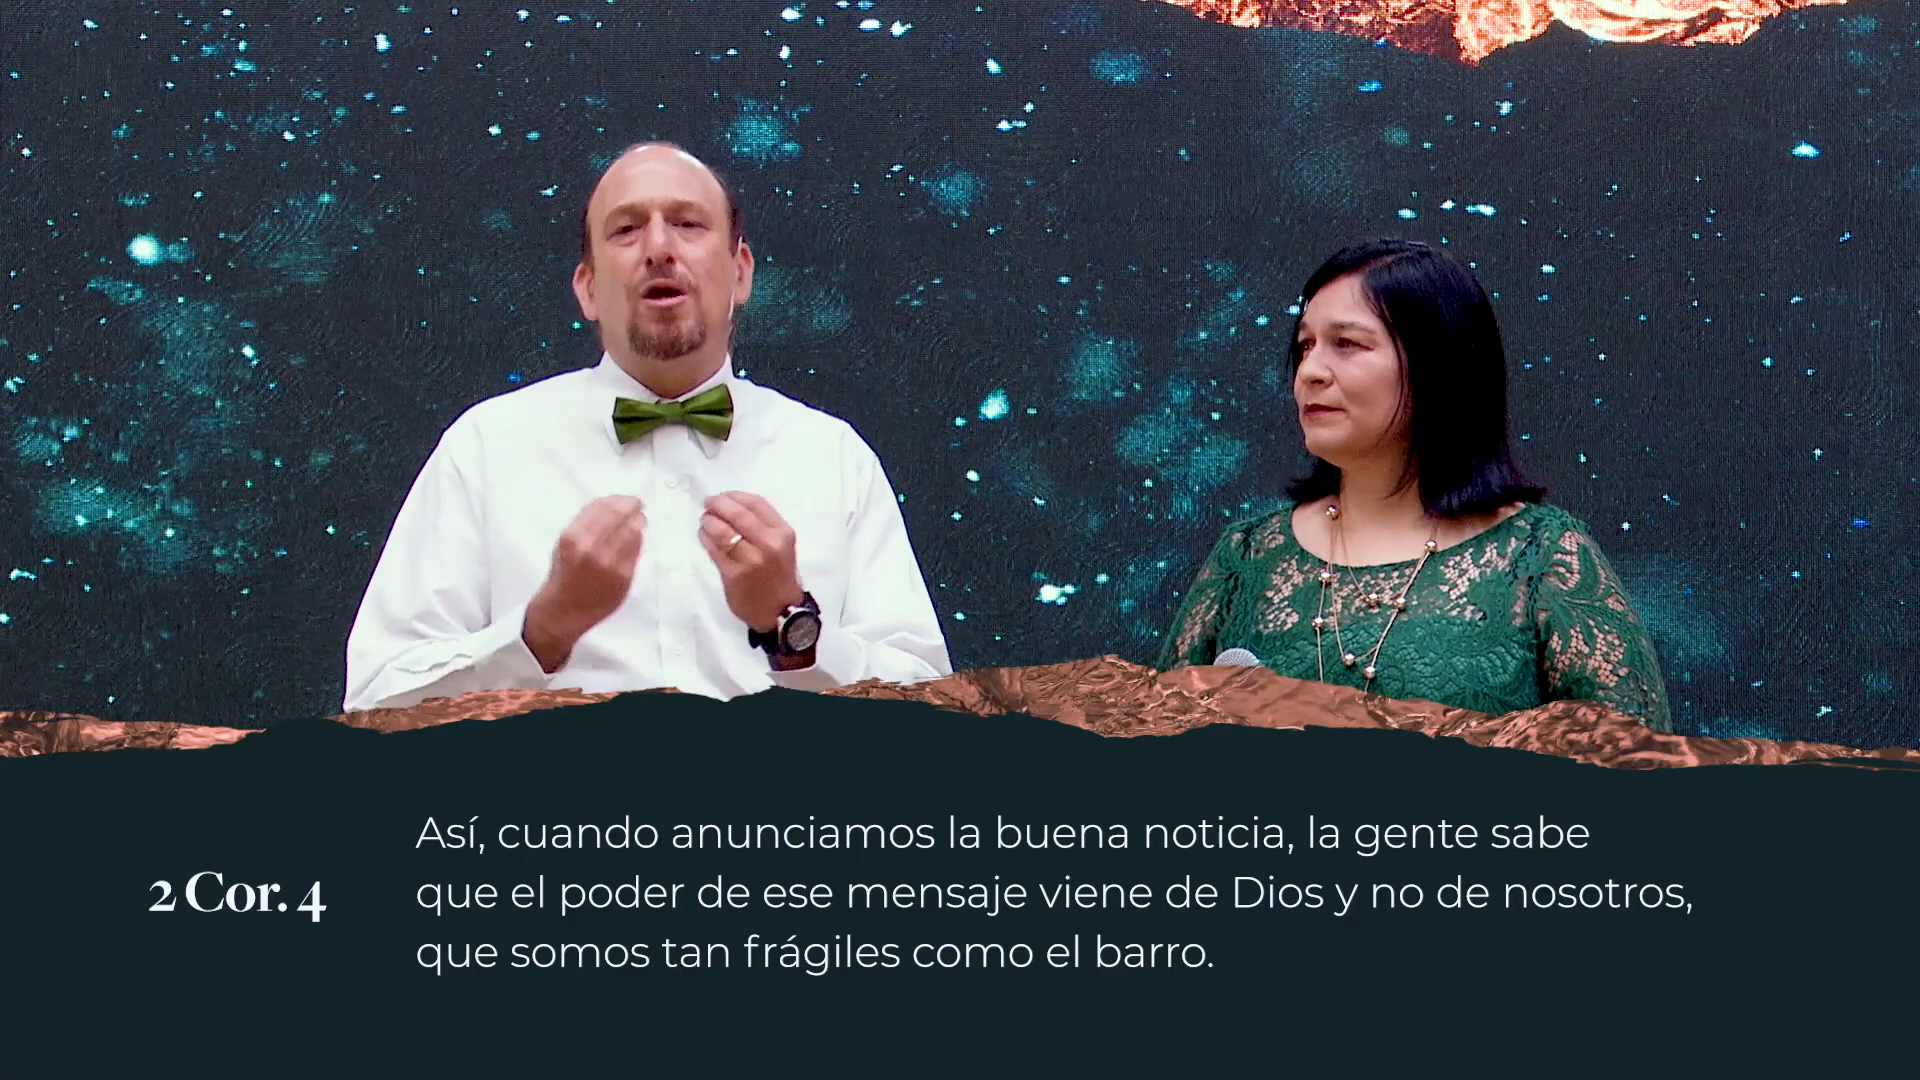 2 Cor. 4
Así, cuando anunciamos la buena noticia, la gente sabe
que el poder de ese mensaje viene de Dios y no de nosotros,
que somos tan frágiles como el barro.